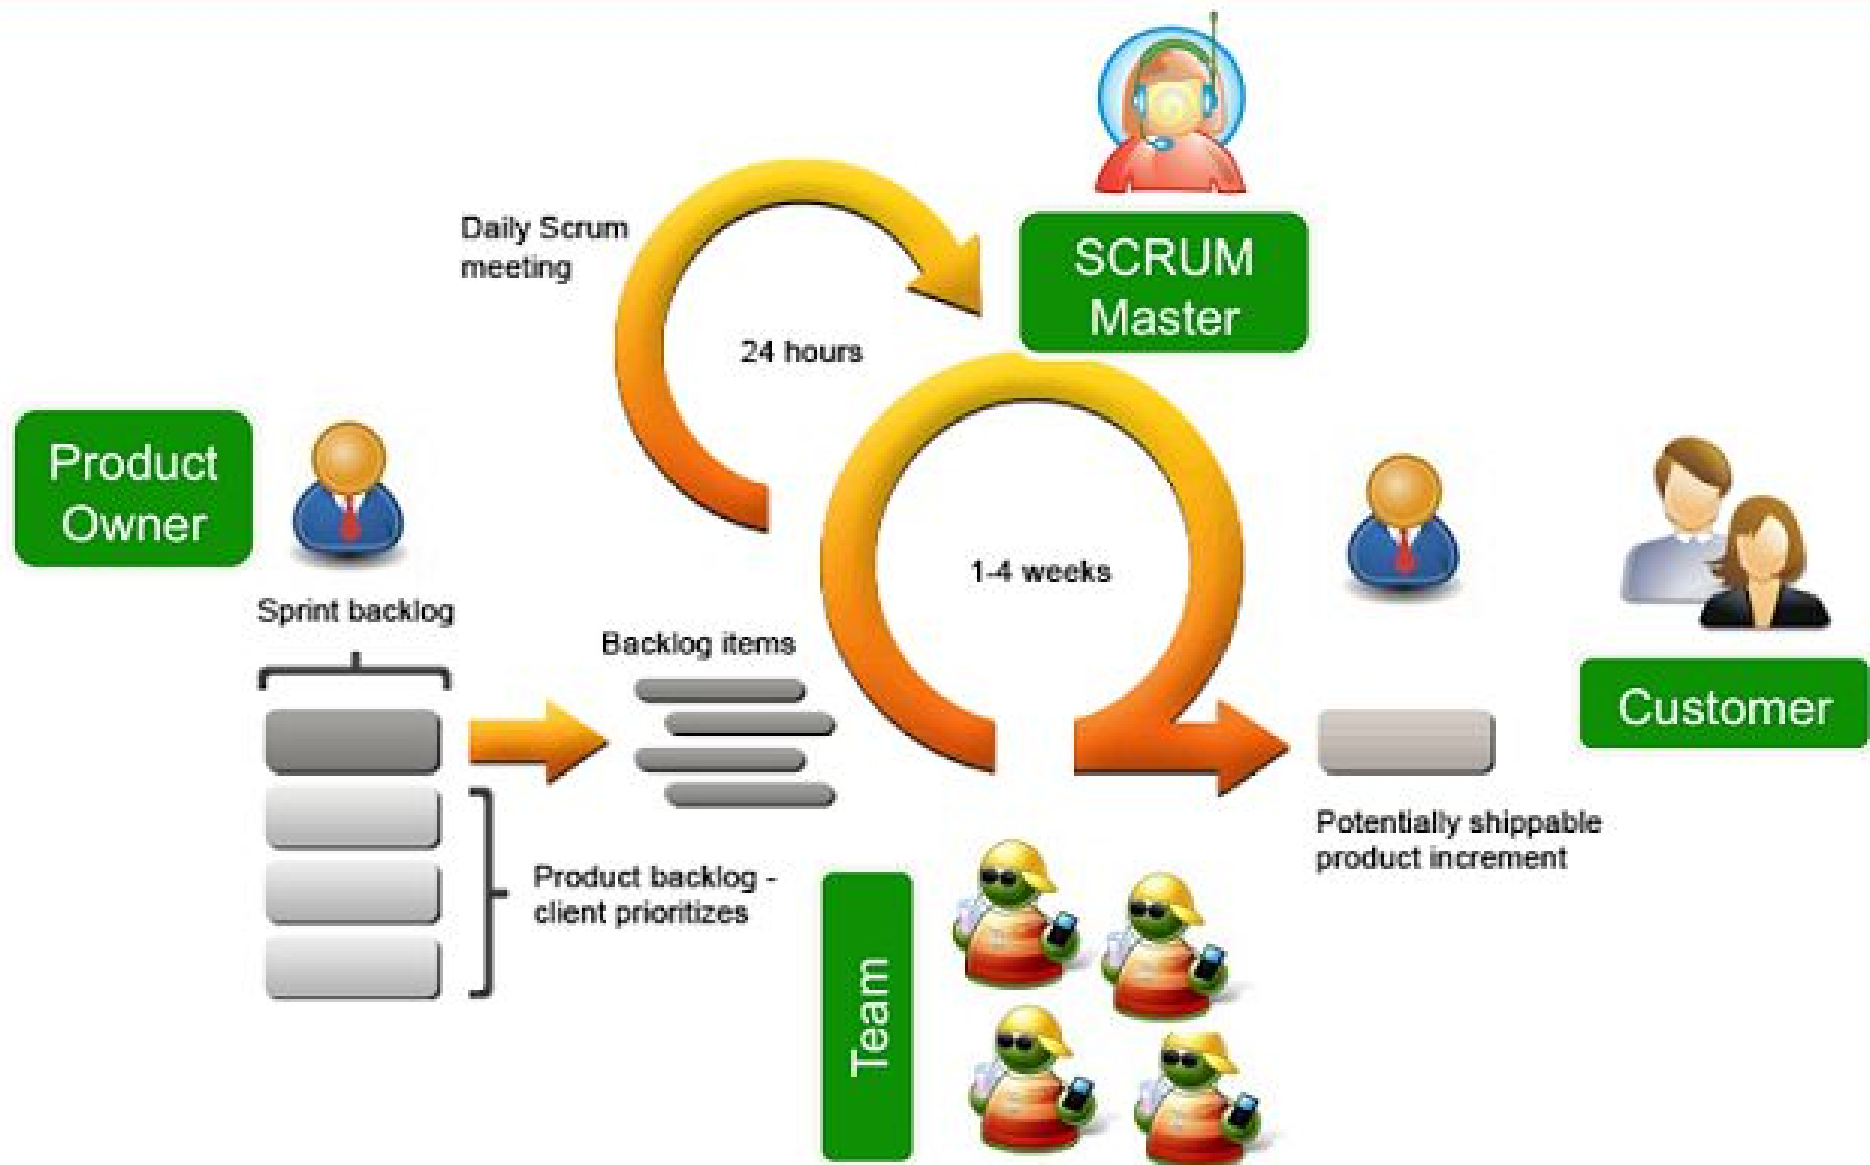 SCRUM
Master
Daily Scrum
meeting
24 hours
Product
Owner
1-4 weeks
Sprint backlog
Backlog items
Customer
Potentially shippable
product increment
Product backlog -
client prioritizes
Team